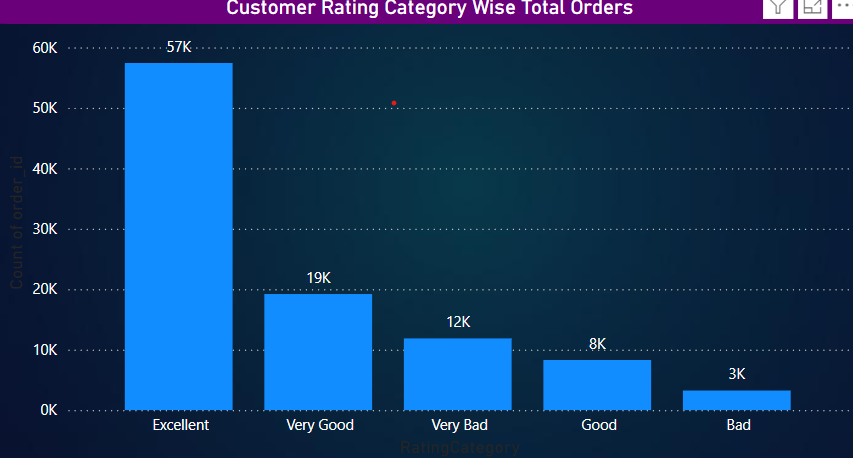 Customer Rating Category Wise Total Orders
60K
50K
40K
30K
20K
10K
0K
Count of order_id
57K
19K
12K
8K
3K
Excellent Very Good Very Bad Good Bad
RatingCategory